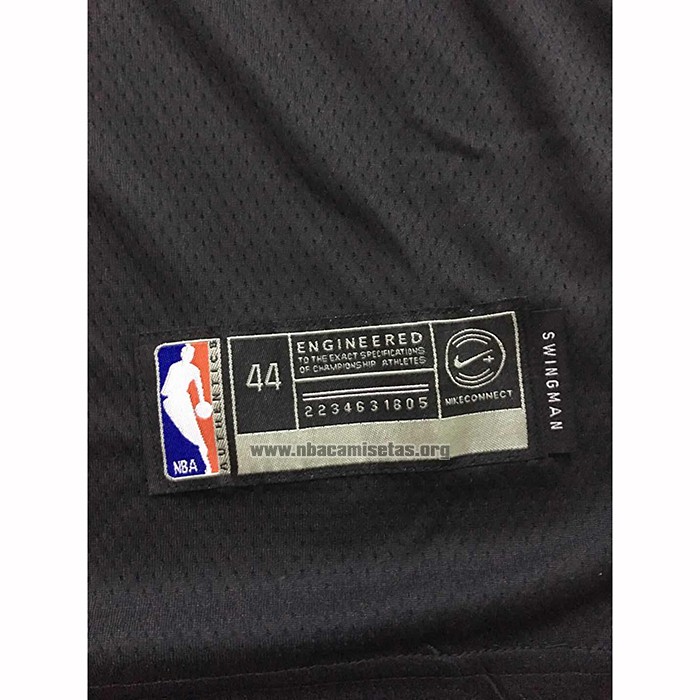 NBA
AUTHENTICS
44
ENGINEERED
TO THE EXACT SPECIFICATIONS
OF CHAMPIONSHIP ATHLETES
2234631805
NIKECONNECT
SWINGMAN
www.nbacamisetas.org